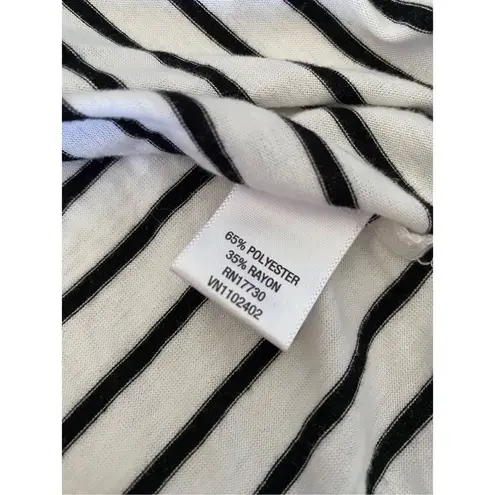 65% POLYESTER
35% RAYON
RN17730
VN1102402